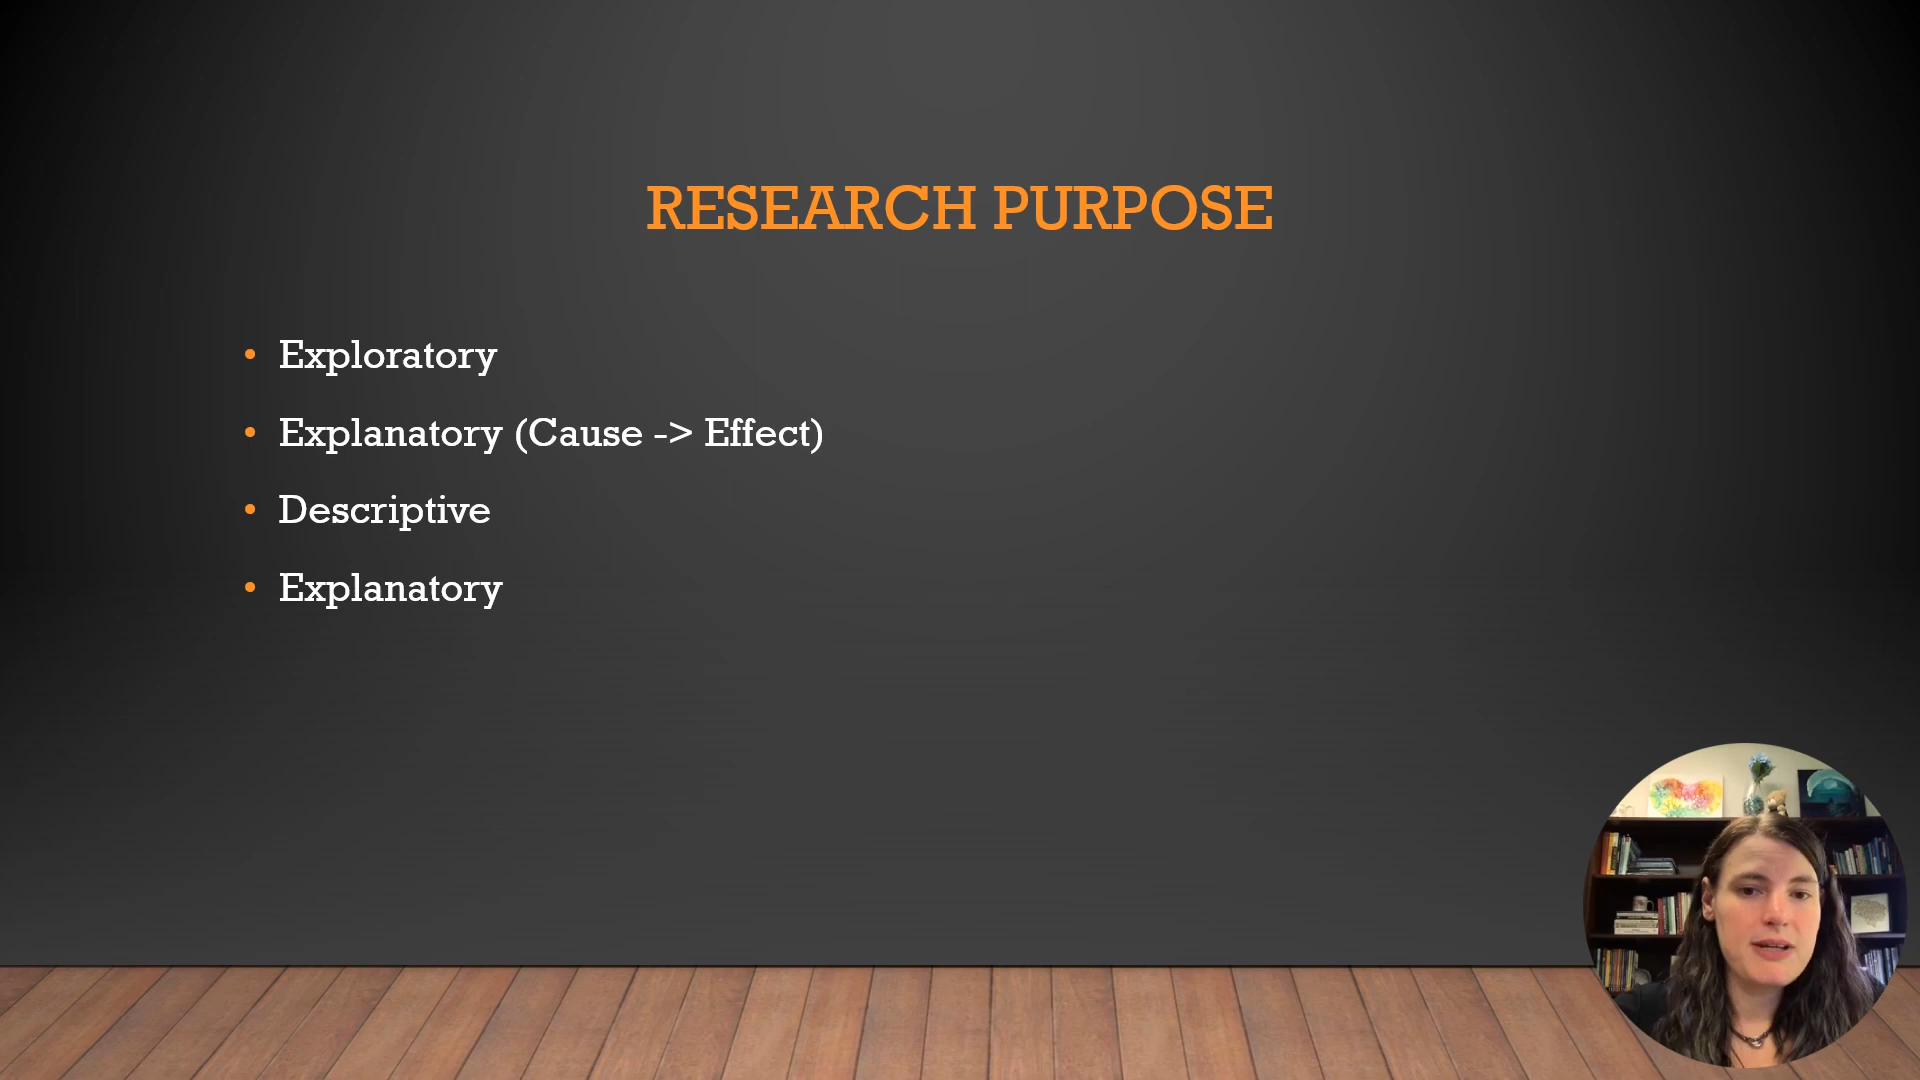 RESEARCH PURPOSE
• Exploratory
• Explanatory (Cause -> Effect)
• Descriptive
• Explanatory